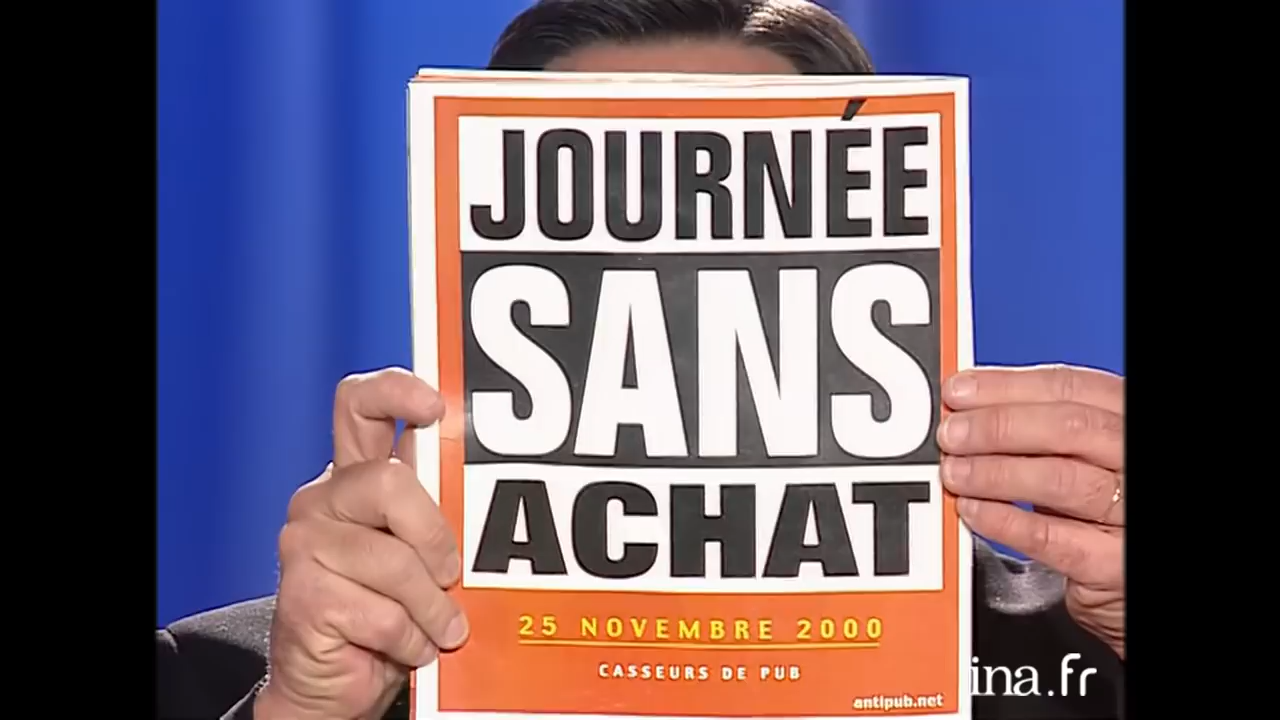 JOURNÉE
SANS
ACHAT
25 NOVEMBRE 2000
CASSEURS DE PUB
antipub.net
ina.fr